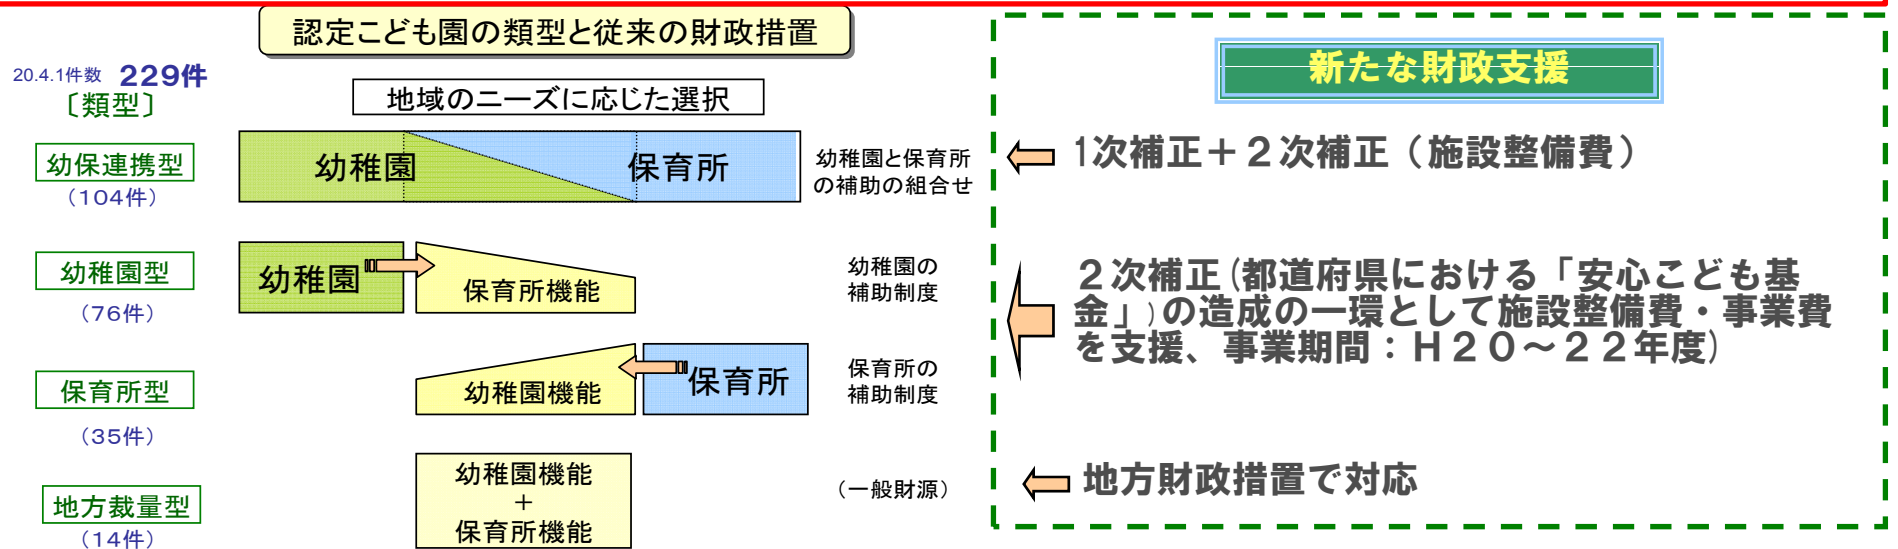 認定こども園の類型と従来の財政措置
20.4.1件数 229件
〔類型〕
地域のニーズに応じた選択
幼保連携型
（104件）
幼稚園
保育所
幼稚園と保育所
の補助の組合せ
幼稚園型
（76件）
幼稚園
保育所機能
幼稚園の
補助制度
保育所型
（35件）
幼稚園機能
保育所
保育所の
補助制度
地方裁量型
（14件）
幼稚園機能
＋
保育所機能
（一般財源）
新たな財政支援
1次補正＋２次補正（施設整備費）
２次補正(都道府県における「安心こども基
金」)の造成の一環として施設整備費・事業費
を支援、事業期間：Ｈ２０～２２年度)
地方財政措置で対応